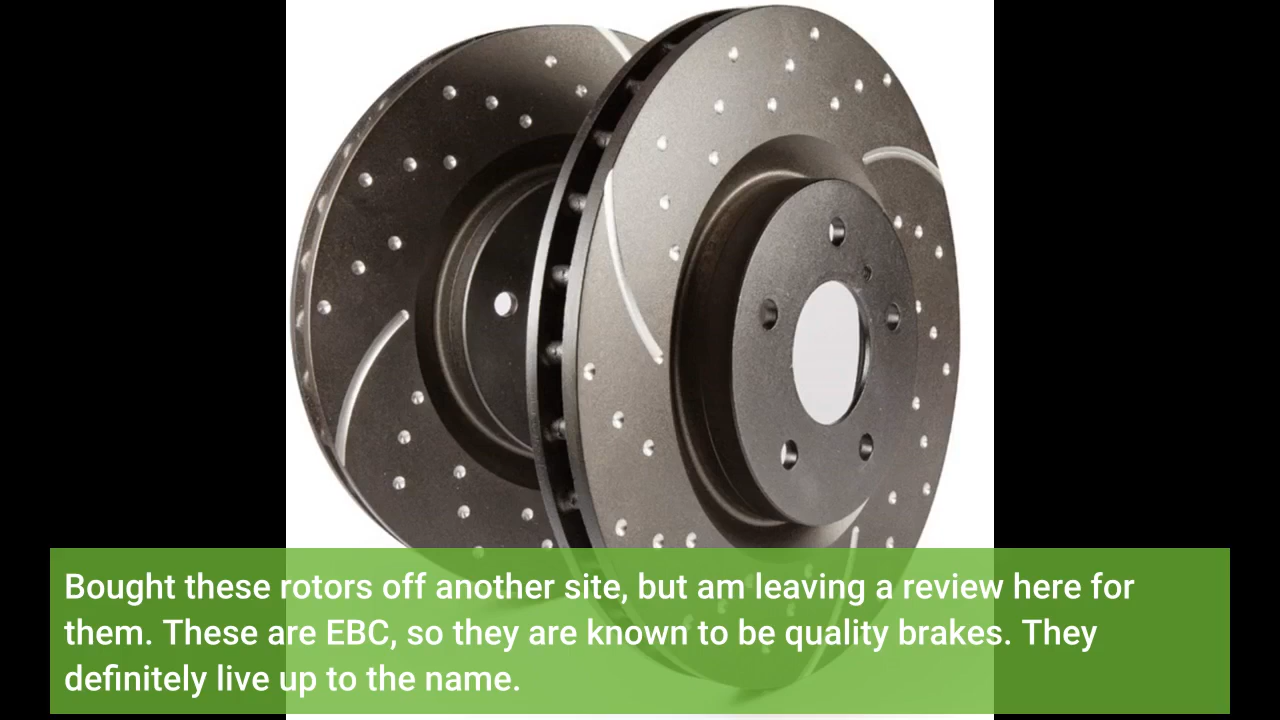 Bought these rotors off another site, but am leaving a review here for
them. These are EBC, so they are known to be quality brakes. They
definitely live up to the name.